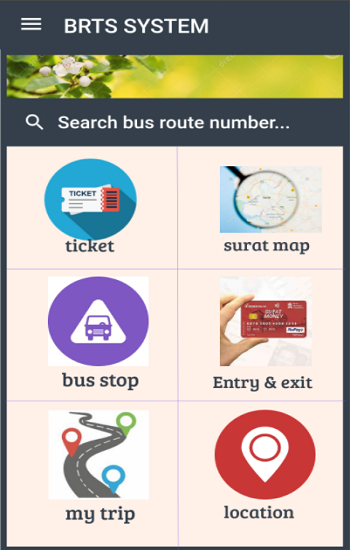 BRTS SYSTEM
Search bus route number...
TICKET
ticket
surat map
SURAT
MONEY
bus stop
Entry & exit
my trip
location